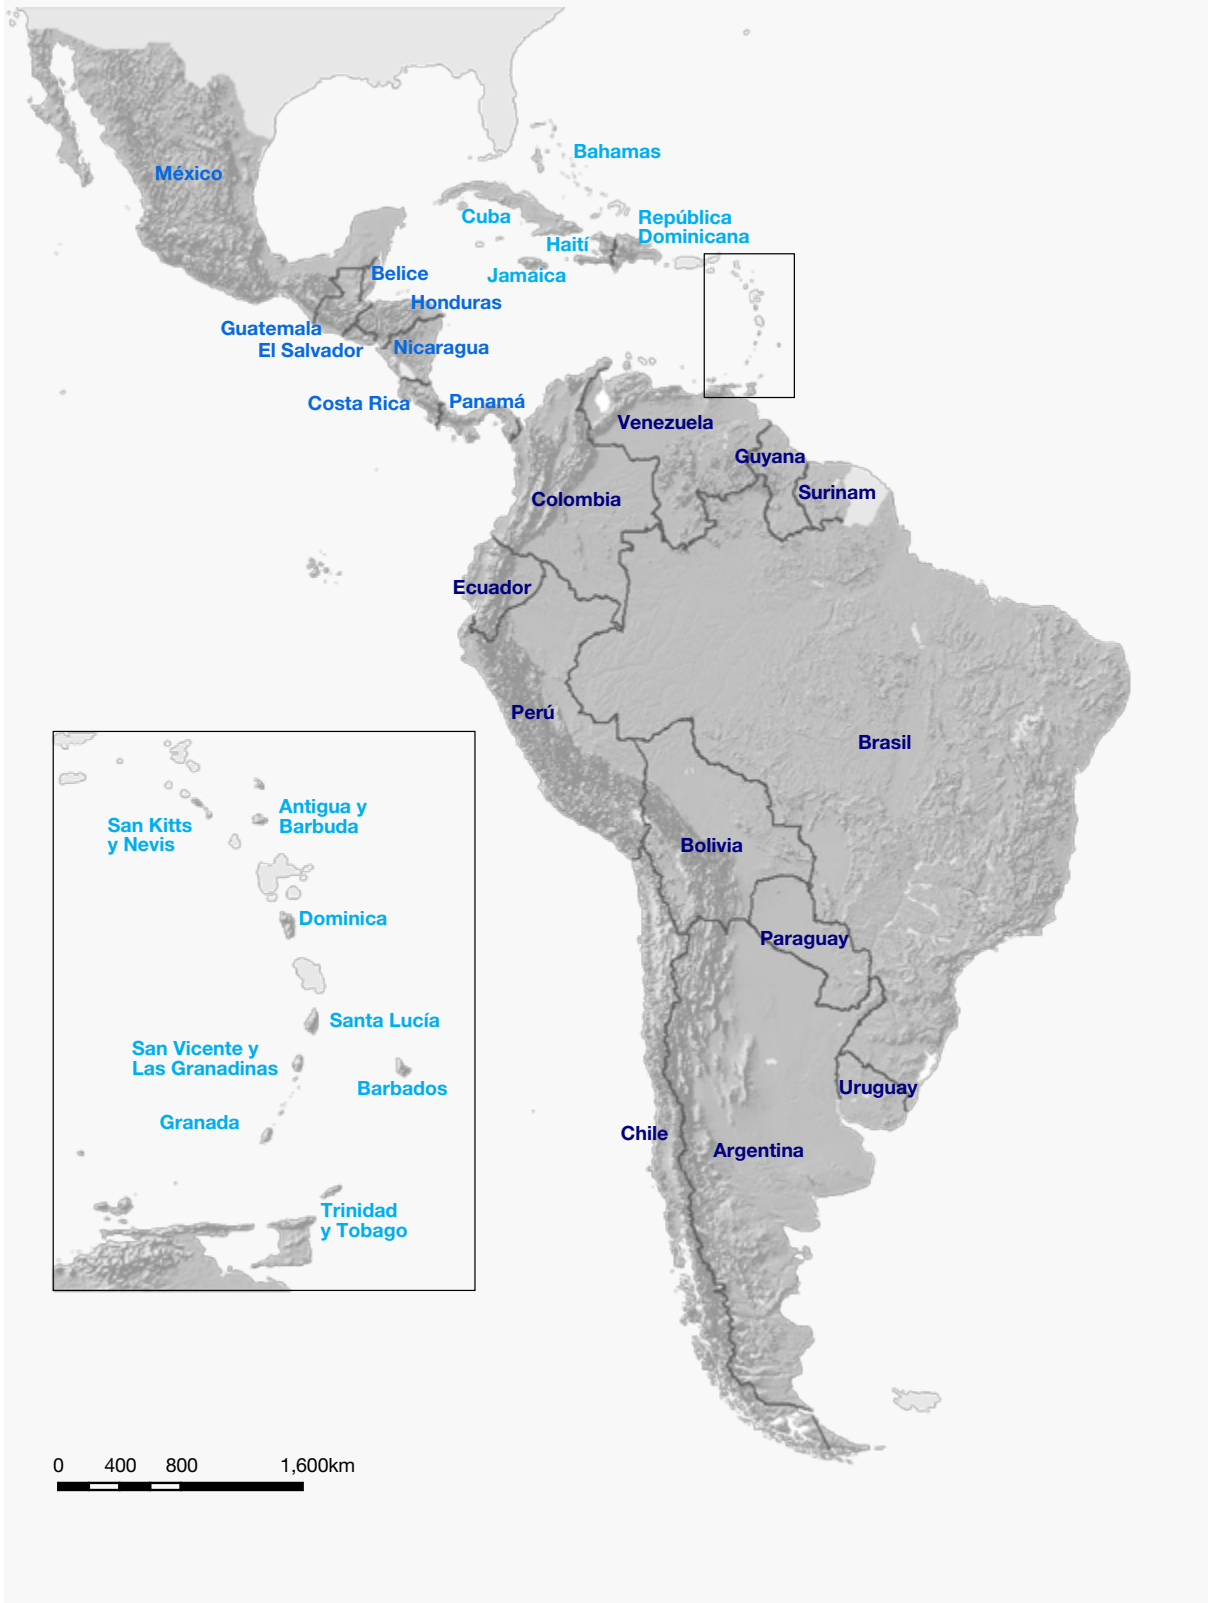 Bahamas
México
Cuba
República
Dominicana
Haití
Jamaica
Belice
Honduras
Guatemala
El Salvador
Nicaragua
Costa Rica
Panamá
Venezuela
Guyana
Surinam
Colombia
Ecuador
Perú
Brasil
Bolivia
Paraguay
Uruguay
Chile
Argentina
Antigua y
Barbuda
San Kitts
y Nevis
Dominica
Santa Lucía
San Vicente y
Las Granadinas
Barbados
Granada
Trinidad
y Tobago
0 400 800 1,600km